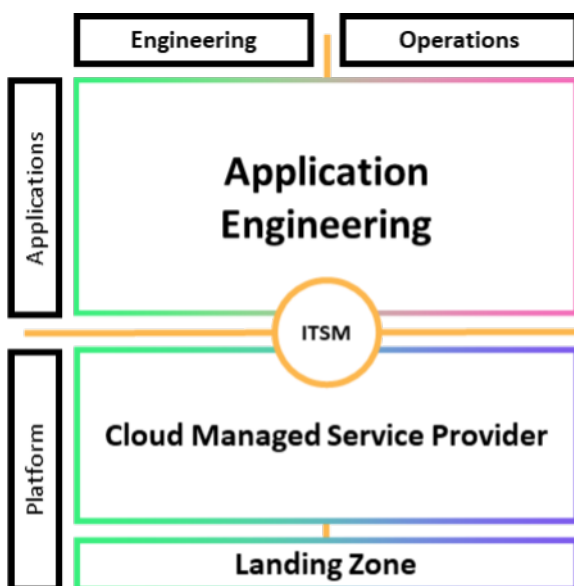 Engineering
Operations
Applications
Application
Engineering
ITSM
Platform
Cloud Managed Service Provider
Landing Zone